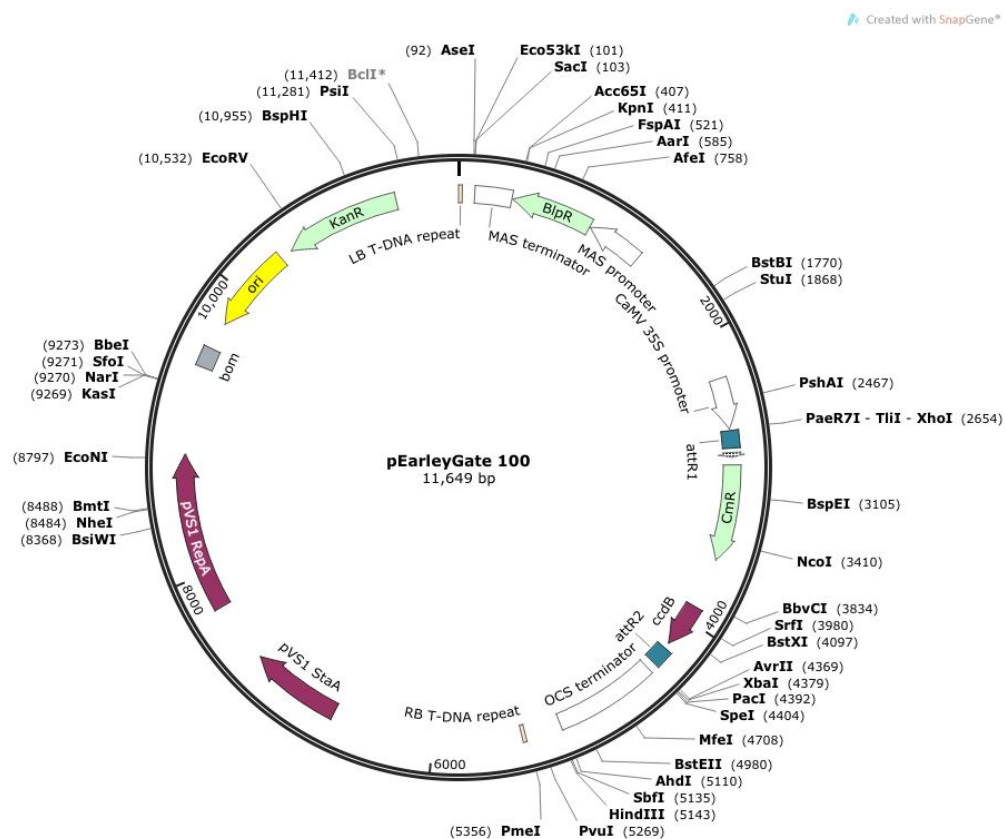 Created with SnapGene®
(92) AseI
Eco53kI (101)
SacI (103)
(11,412) BclI*
(11,281) PsiI
(10,955) BspHI
(10,532) EcoRV
Acc65I (407)
KpnI (411)
FspAI (521)
AarI (585)
AfeI (758)
BstBI (1770)
StuI (1868)
PshAI (2467)
PaeR7I - TliI - XhoI (2654)
BspEI (3105)
NcoI (3410)
BbvCI (3834)
SrfI (3980)
BstXI (4097)
AvrII (4369)
XbaI (4379)
PacI (4392)
SpeI (4404)
MfeI (4708)
BstEII (4980)
AhdI (5110)
SbfI (5135)
HindIII (5143)
PvuI (5269)
(5356) PmeI
(9273) BbeI
(9271) SfoI
(9270) NarI
(9269) KasI
(8797) EcoNI
(8488) BmtI
(8484) NheI
(8368) BsiWI
KanR
LB T-DNA repeat
MAS terminator
BlpR
MAS promoter
CaMV 35S promoter
2000
attR1
CmR
4000
ccdB
attR2
OCS terminator
RB T-DNA repeat
6000
pVS1 StaA
8000
pVS1 RepA
bom
10,000
ori
pEarleyGate 100
11,649 bp